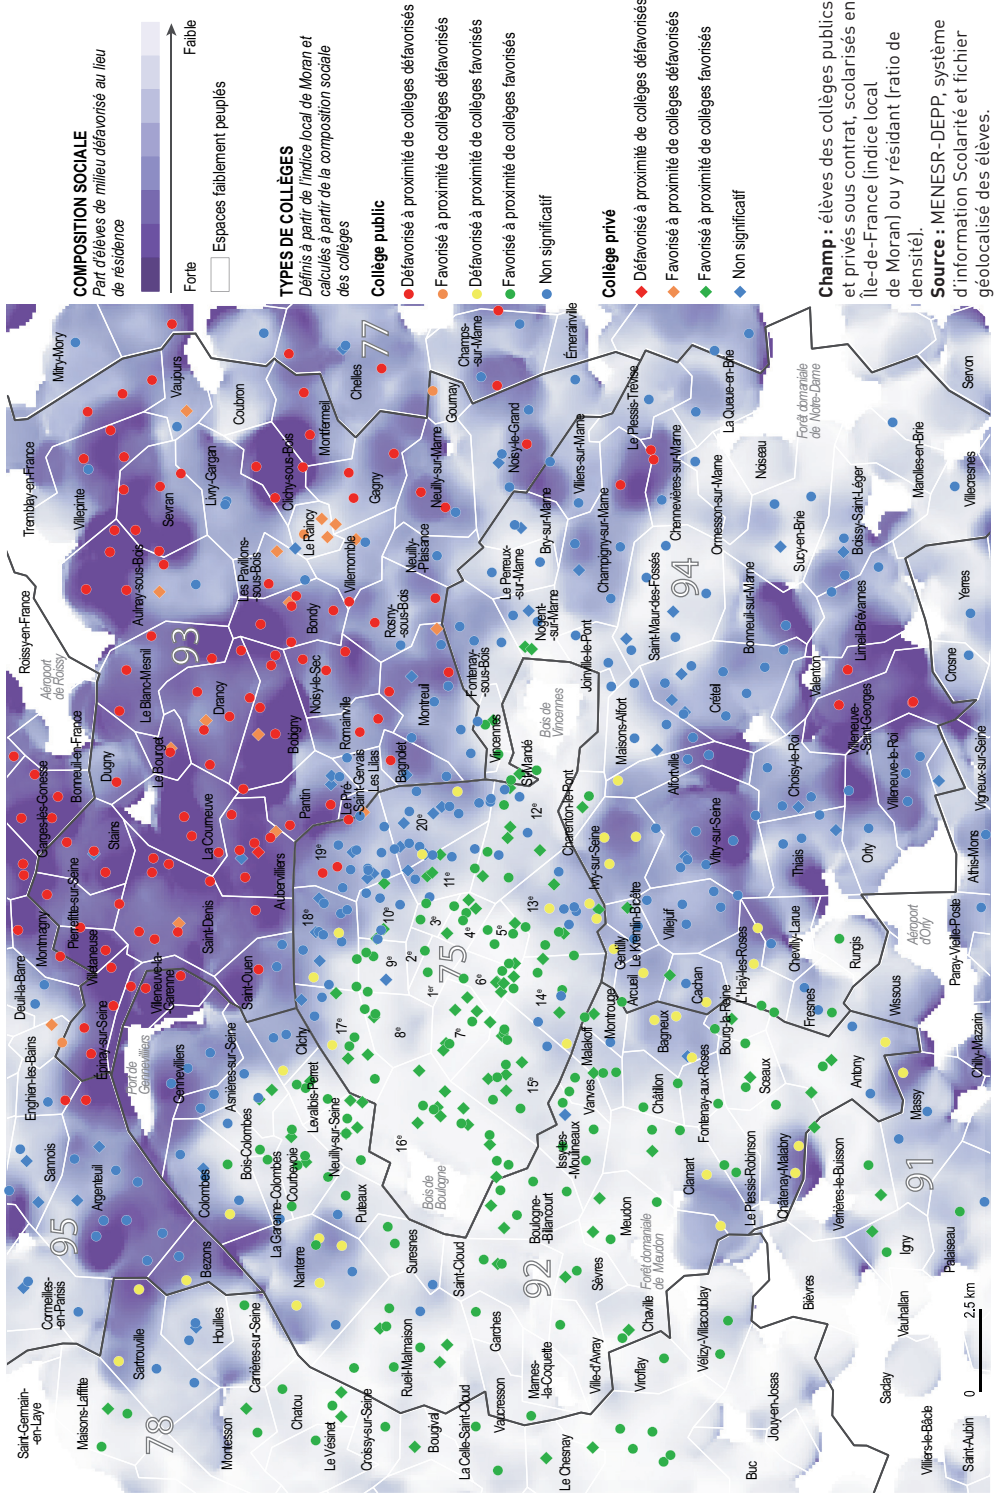 Saint-Germain
-en-Laye
Cormeilles
-en-Parisis
Sannois
Enghien-les-Bains
Deuil-la-Barre
Montmagny
Garges-lès-Gonesse
Roissy-en-France
Tremblay-en-France
Mitry-Mory
Maisons-Laffitte
95
Argenteuil
Épinay-sur-Seine
Villetaneuse
Pierrefitte-sur-Seine
Stains
Bonneuil-en-France
Dugny
Aéroport
de Roissy
Villepinte
78
Sartrouville
Port de
Gennevilliers
Villeneuve-la-
-Garenne
Le Bourget
Le Blanc-Mesnil
Aulnay-sous-Bois
Sevran
Vaujours
Montesson
Houilles
Bezons
Colombes
Gennevilliers
Saint-Denis
La Courneuve
93
Drancy
Livry-Gargan
Coubron
Carrières-sur-Seine
Bois-Colombes
Asnières-sur-Seine
Saint-Ouen
Aubervilliers
Les Pavillons-
-sous-Bois
Clichy-sous-Bois
Chatou
Nanterre
La Garenne-Colombes
Courbevoie
Levallois-Perret
Clichy
18e
19e
Pantin
Bobigny
Noisy-le-Sec
Bondy
Le Raincy
Montfermeil
Le Vésinet
Croissy-sur-Seine
Puteaux
Neuilly-sur-Seine
17e
Le Pré-
Saint-Gervais
Les Lilas
Romainville
Villemomble
Gagny
Chelles
77
Rueil-Malmaison
Suresnes
16e
8e
9e
10e
2e
Bagnolet
Rosny-
-sous-Bois
Neuilly
-Plaisance
Neuilly-sur-Marne
Bougival
Bois de
Boulogne
1er
3e
20e
75
11e
Montreuil
Gournay
La Celle-Saint-Cloud
Saint-Cloud
7e
6e
4e
5e
Fontenay-
-sous-Bois
Champs
-sur-Marne
Vaucresson
Garches
92
12e
Vincennes
St-Mandé
Le Perreux
-sur-Marne
Noisy-le-Grand
Marnes-
-la-Coquette
Boulogne
-Billancourt
15e
14e
13e
Bois de
Vincennes
Nogent
-sur-Marne
Bry-sur-Marne
Émerainville
Le Chesnay
Ville-d'Avray
Sèvres
Issy-les-
-Moulineaux
Vanves
Malakoff
Charenton-le-Pont
Joinville-le-Pont
Villiers-sur-Marne
Meudon
Montrouge
Gentilly
Ivry-sur-Seine
Maisons-Alfort
Champigny-sur-Marne
Le Plessis-Trévise
Viroflay
Chaville
Forêt domaniale
de Meudon
Châtillon
Arcueil
Le Kremlin-Bicêtre
Saint-Maur-des-Fossés
Chennevières-sur-Marne
Clamart
Bagneux
Cachan
Villejuif
Alfortville
94
Vélizy-Villacoublay
Fontenay-aux-Roses
Bourg-la-Reine
L'Haÿ-les-Roses
Vitry-sur-Seine
Créteil
Ormesson-sur-Marne
La Queue-en-Brie
Buc
Jouy-en-Josas
Le Plessis-Robinson
Châtenay-Malabry
Sceaux
Chevilly-Larue
Thiais
Choisy-le-Roi
Bonneuil-sur-Marne
Noiseau
Sucy-en-Brie
Bièvres
Fresnes
Valenton
Forêt domaniale
de Notre-Dame
Verrières-le-Buisson
Antony
Rungis
Orly
Villeneuve-
Saint-Georges
Limeil-Brévannes
Boissy-Saint-Léger
Saclay
Vauhallan
Igny
91
Massy
Wissous
Aéroport
d'Orly
Villeneuve-le-Roi
Marolles-en-Brie
Villiers-le-Bâcle
Palaiseau
Paray-Vieille-Poste
Crosne
Yerres
Villecresnes
Servon
Saint-Aubin
0
2.5 km
Chilly-Mazarin
Athis-Mons
Vigneux-sur-Seine
COMPOSITION SOCIALE
Part d'élèves de milieu défavorisé au lieu
de résidence
Forte
Faible
Espaces faiblement peuplés
TYPES DE COLLÈGES
Définis à partir de l'indice local de Moran et
calculés à partir de la composition sociale
des collèges
Collège public
Défavorisé à proximité de collèges défavorisés
Favorisé à proximité de collèges défavorisés
Défavorisé à proximité de collèges favorisés
Favorisé à proximité de collèges favorisés
Non significatif
Collège privé
Défavorisé à proximité de collèges défavorisés
Favorisé à proximité de collèges défavorisés
Favorisé à proximité de collèges favorisés
Non significatif
Champ : élèves des collèges publics
et privés sous contrat, scolarisés en
Île-de-France (indice local
de Moran) ou y résidant (ratio de
densité).
Source : MENESR-DEPP, système
d'information Scolarité et fichier
géolocalisé des élèves.